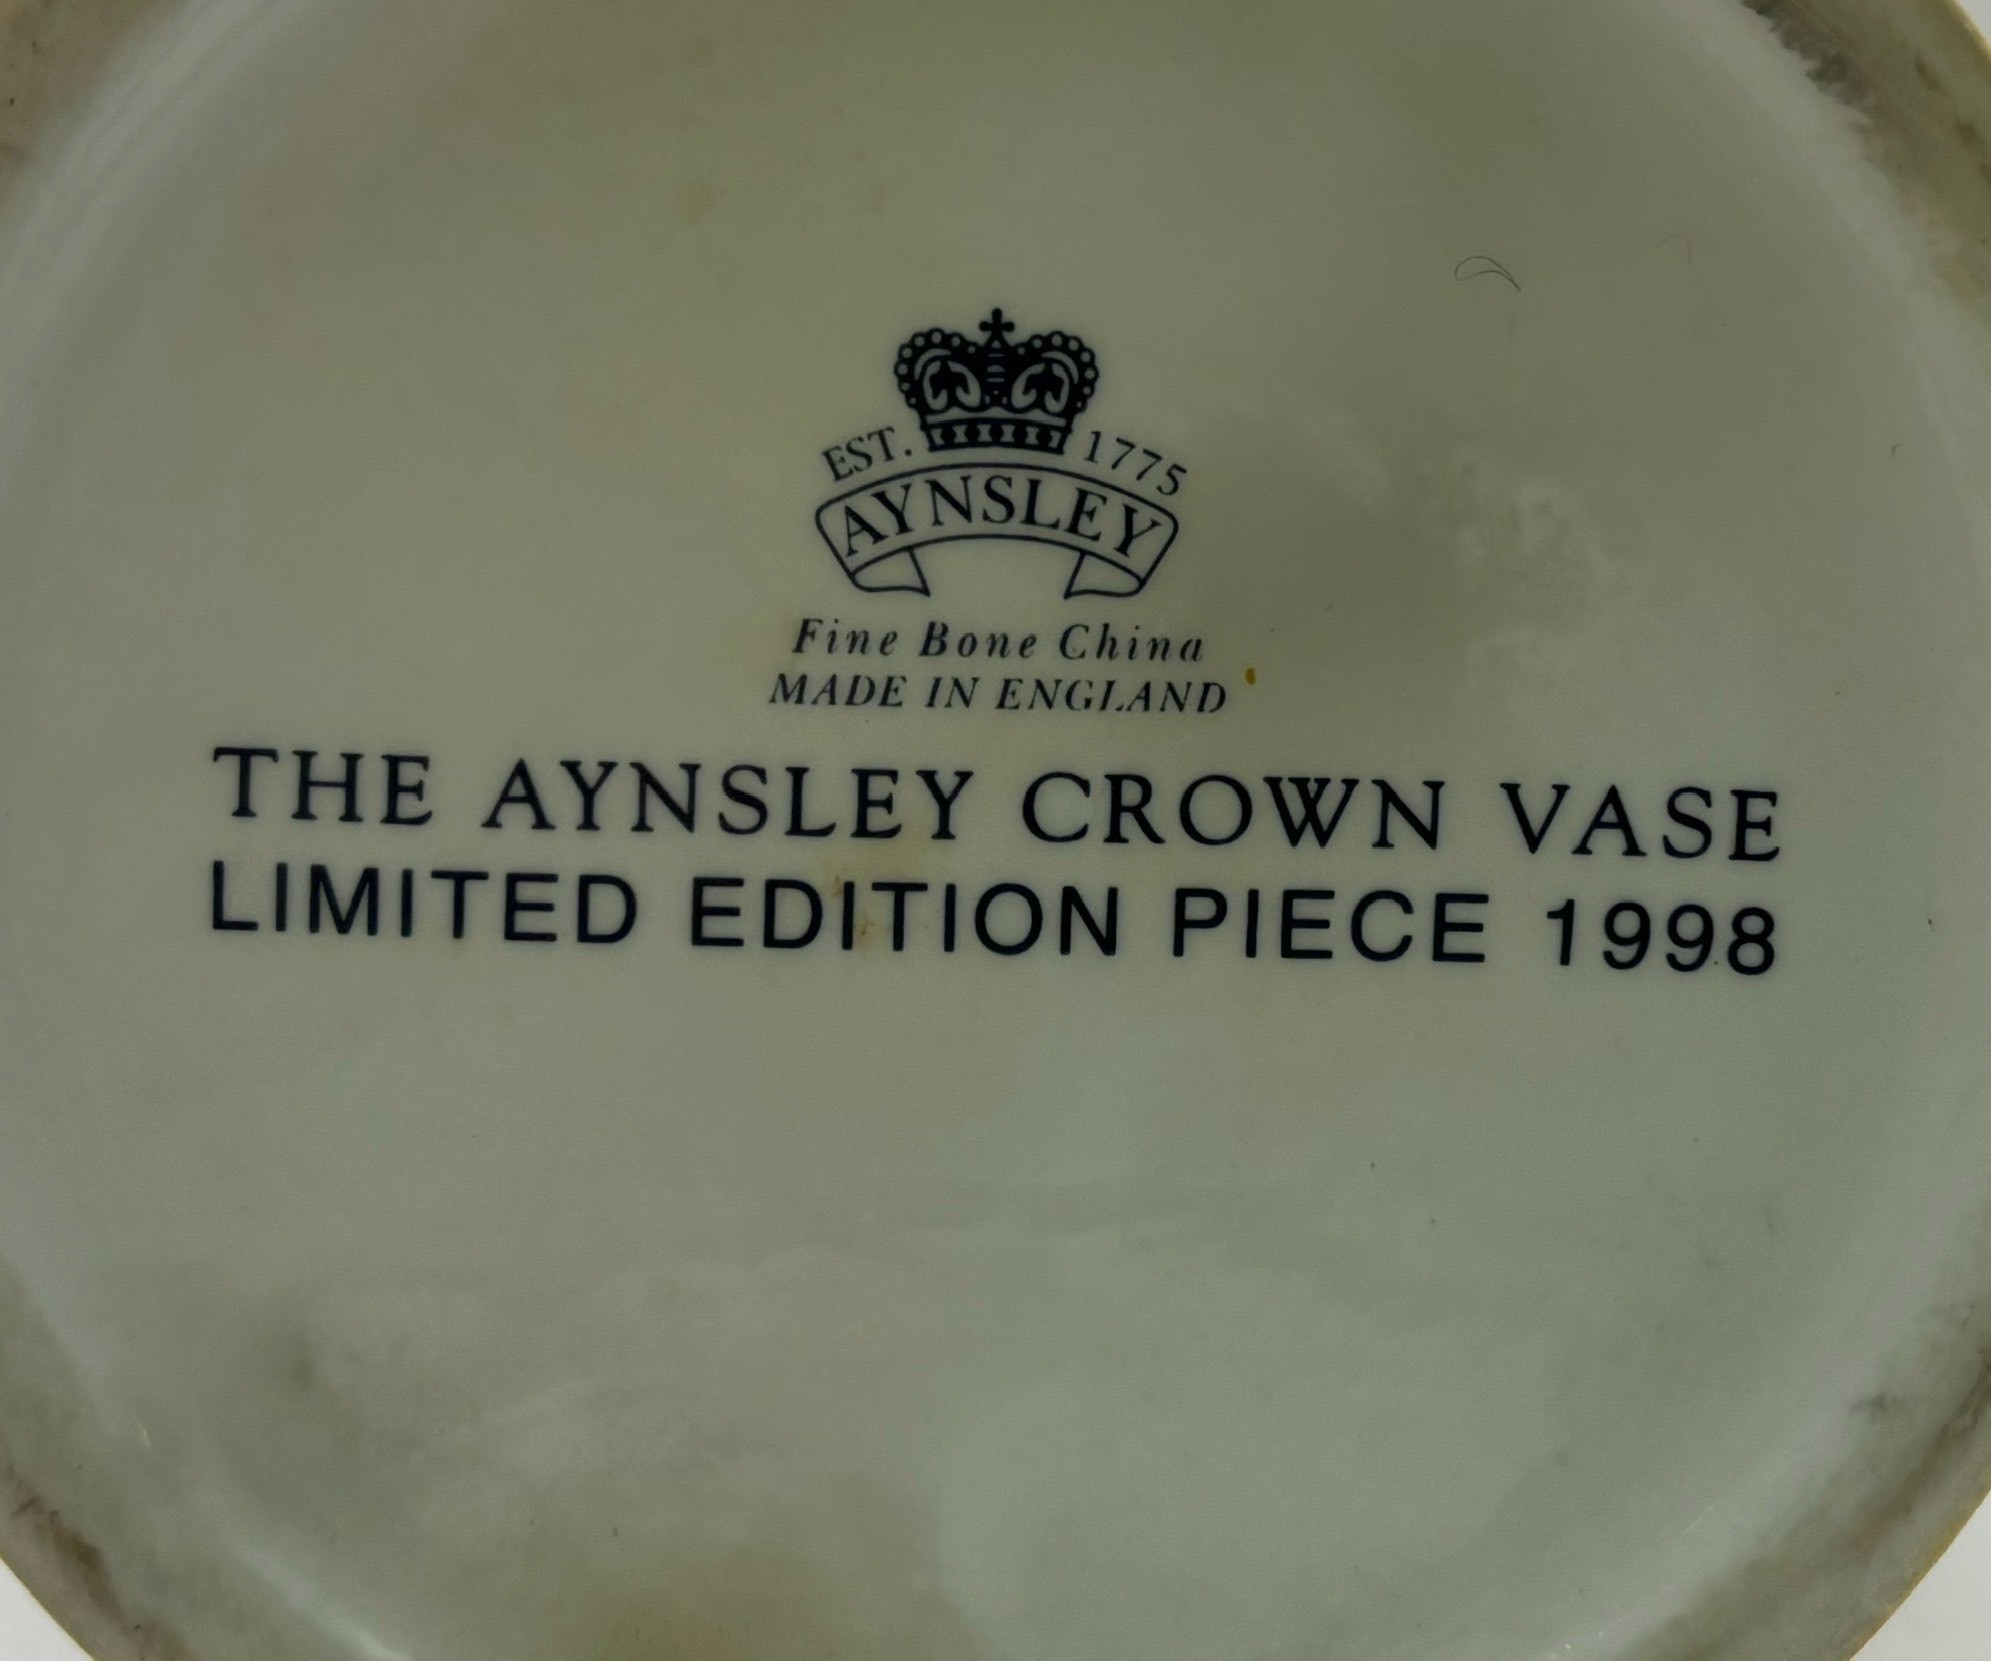 EST. 1775
AYNSLEY
Fine Bone China
MADE IN ENGLAND
THE AYNSLEY CROWN VASE
LIMITED EDITION PIECE 1998